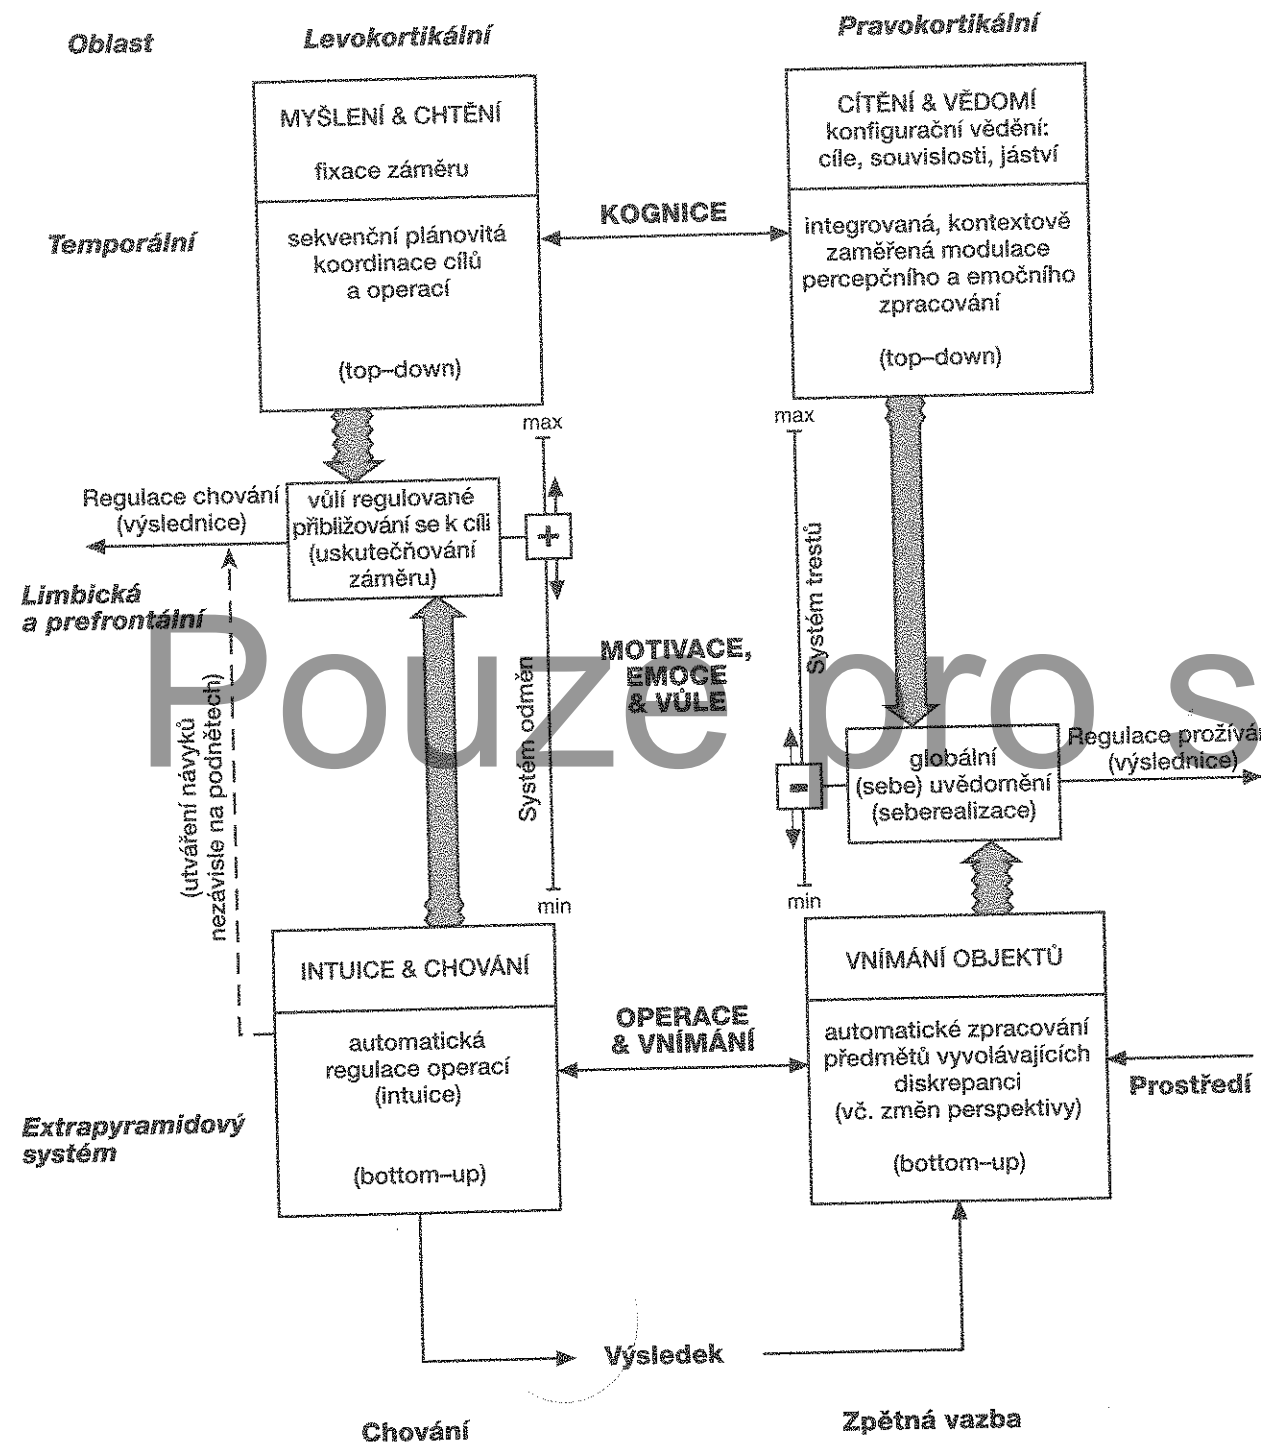 Oblast
Levokortikální
Pravokortikální
MYŠLENÍ & CHTĚNÍ
fixace záměru
sekvenční plánovitá
koordinace cílů
a operací
(top–down)
KOGNICE
CÍTĚNÍ & VĚDOMÍ
konfigurační vědění:
cíle, souvislosti, jáství
integrovaná, kontextově
zaměřená modulace
percepčního a emočního
zpracování
(top–down)
Temporální
max
max
Regulace chování
(výslednice)
vůlí regulované
přibližování se k cíli
(uskutečňování
záměru)
+
Systém trestů
Limbická
a prefrontální
MOTIVACE,
EMOCE
& VŮLE
Systém odměn
Pouze pro s
(utváření návyků
nezávisle na podnětech)
–
globální
(sebe) uvědomění
(seberealizace)
Regulace prožívár
(výslednice)
min
min
INTUICE & CHOVÁNÍ
automatická
regulace operací
(intuice)
(bottom–up)
OPERACE
& VNÍMÁNÍ
VNÍMÁNÍ OBJEKTŮ
automatické zpracování
předmětů vyvolávajících
diskrepanci
(vč. změn perspektivy)
(bottom–up)
Prostředí
Extrapyramidový
systém
Výsledek
Chování
Zpětná vazba